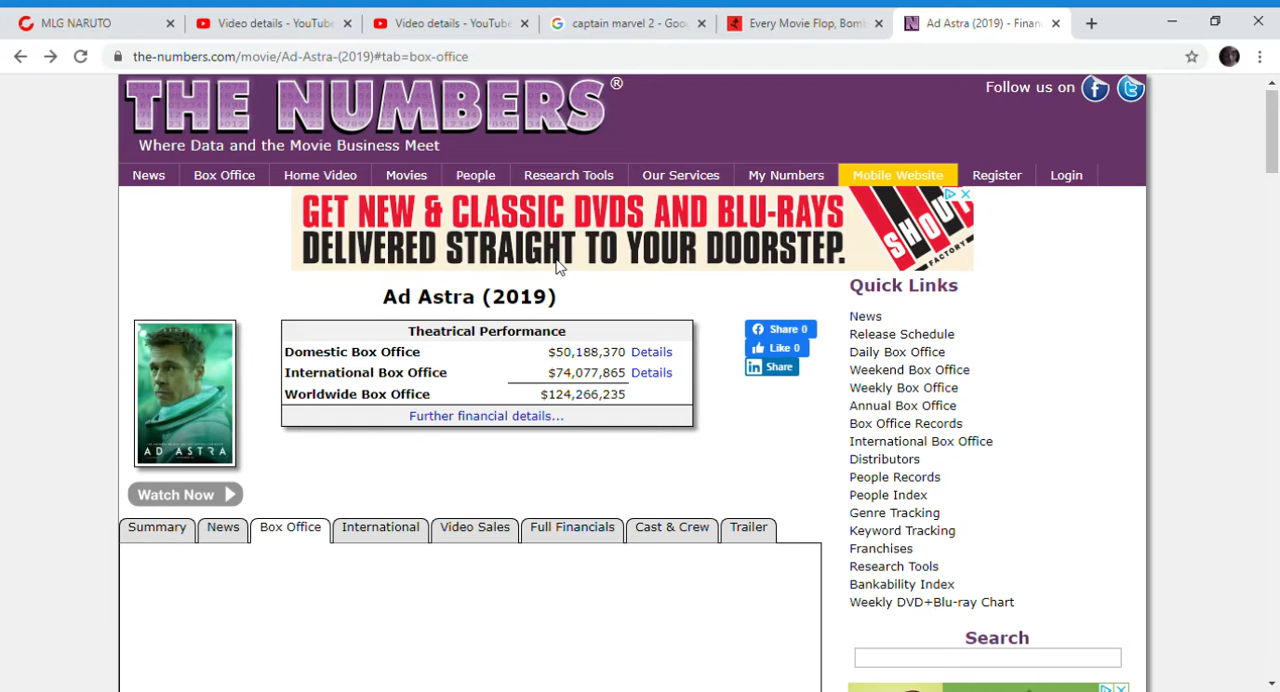 MLG NARUTO
Video details - YouTube
Video details - YouTube
captain marvel 2 - Goo
Every Movie Flop, Bom
Ad Astra (2019) - Finan
the-numbers.com/movie/Ad-Astra-(2019)#tab=box-office
THE NUMBERS®
Where Data and the Movie Business Meet
Follow us on
News Box Office Home Video Movies People Research Tools Our Services My Numbers Mobile Website Register Login
GET NEW & CLASSIC DVDS AND BLU-RAYS
DELIVERED STRAIGHT TO YOUR DOORSTEP.
SHOUT!
FACTORY
Ad Astra (2019)
AD ASTRA
Watch Now
Theatrical Performance
Domestic Box Office $50,188,370 Details
International Box Office $74,077,865 Details
Worldwide Box Office $124,266,235
Further financial details...
Share 0
Like 0
Share
Quick Links
News
Release Schedule
Daily Box Office
Weekend Box Office
Weekly Box Office
Annual Box Office
Box Office Records
International Box Office
Distributors
People Records
People Index
Genre Tracking
Keyword Tracking
Franchises
Research Tools
Bankability Index
Weekly DVD+Blu-ray Chart
Search
Summary News Box Office International Video Sales Full Financials Cast & Crew Trailer